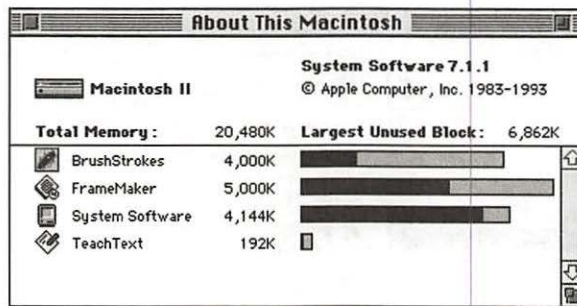 About This Macintosh
System Software 7.1.1
Macintosh II
© Apple Computer, Inc. 1983-1993
Total Memory : 20,480K Largest Unused Block : 6,862K
BrushStrokes 4,000K
FrameMaker 5,000K
System Software 4,144K
TeachText 192K